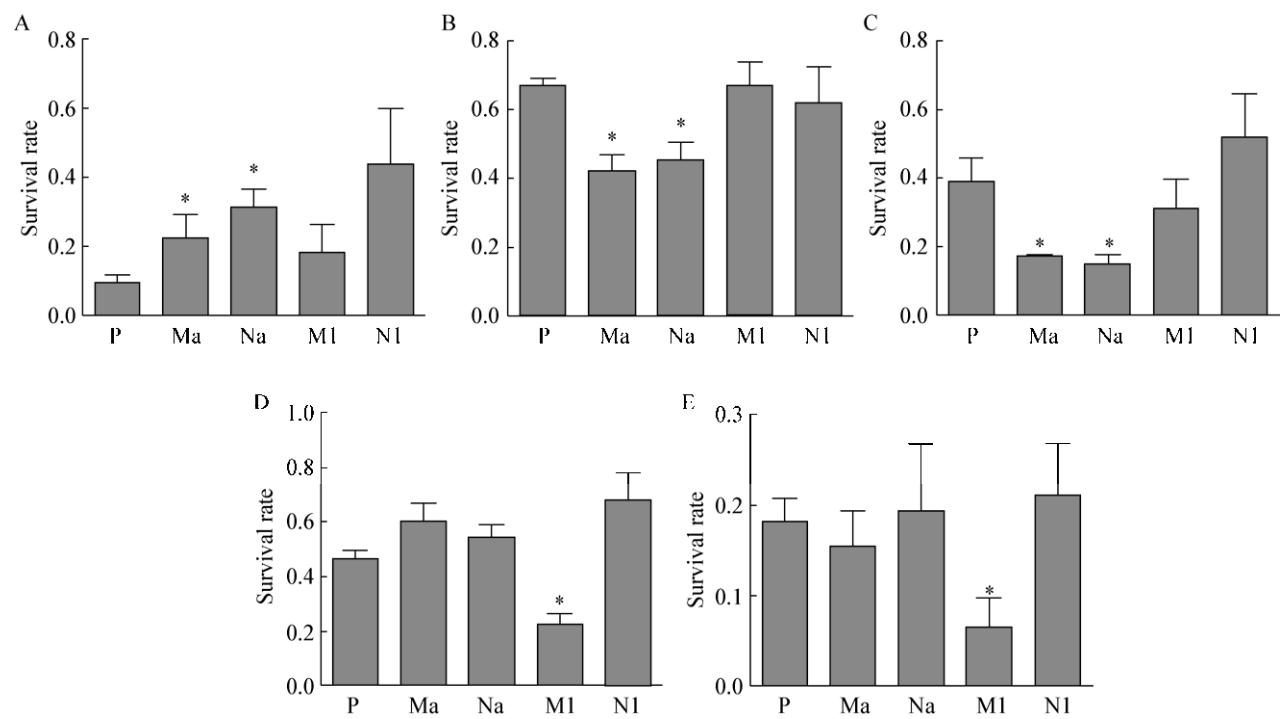 A
Survival rate
0.8
0.6
0.4
0.2
0.0
*
*
P Ma Na M1 N1
B
Survival rate
0.8
0.6
0.4
0.2
0.0
*
*
P Ma Na M1 N1
C
Survival rate
0.8
0.6
0.4
0.2
0.0
*
*
P Ma Na M1 N1
D
Survival rate
1.0
0.8
0.6
0.4
0.2
0.0
*
P Ma Na M1 N1
E
Survival rate
0.3
0.2
0.1
0.0
*
P Ma Na M1 N1